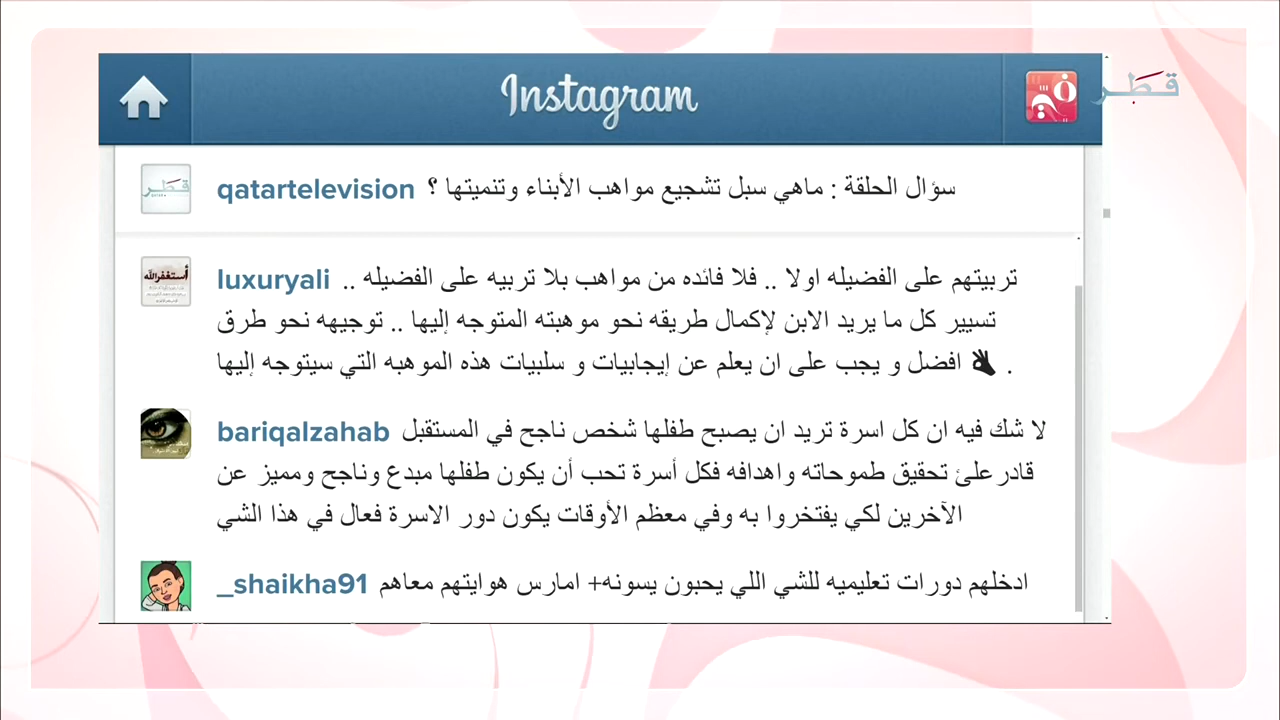 Instagram
قطر
qatartelevision سؤال الحلقة : ماهي سبل تشجيع مواهب الأبناء وتنميتها ؟
luxuryali تربيتهم على الفضيله اولا .. فلا فائده من مواهب بلا تربيه على الفضيله ..
تسيير كل ما يريد الابن لإكمال طريقه نحو موهبته المتوجه إليها .. توجيهه نحو طرق
افضل و يجب على ان يعلم عن إيجابيات و سلبيات هذه الموهبه التي سيتوجه إليها 👌 .
bariqalzahab لا شك فيه ان كل اسرة تريد ان يصبح طفلها شخص ناجح في المستقبل
قادرعلئ تحقيق طموحاته واهدافه فكل أسرة تحب أن يكون طفلها مبدع وناجح ومميز عن
الآخرين لكي يفتخروا به وفي معظم الأوقات يكون دور الاسرة فعال في هذا الشي
_shaikha91 ادخلهم دورات تعليميه للشي اللي يحبون يسونه+ امارس هوايتهم معاهم